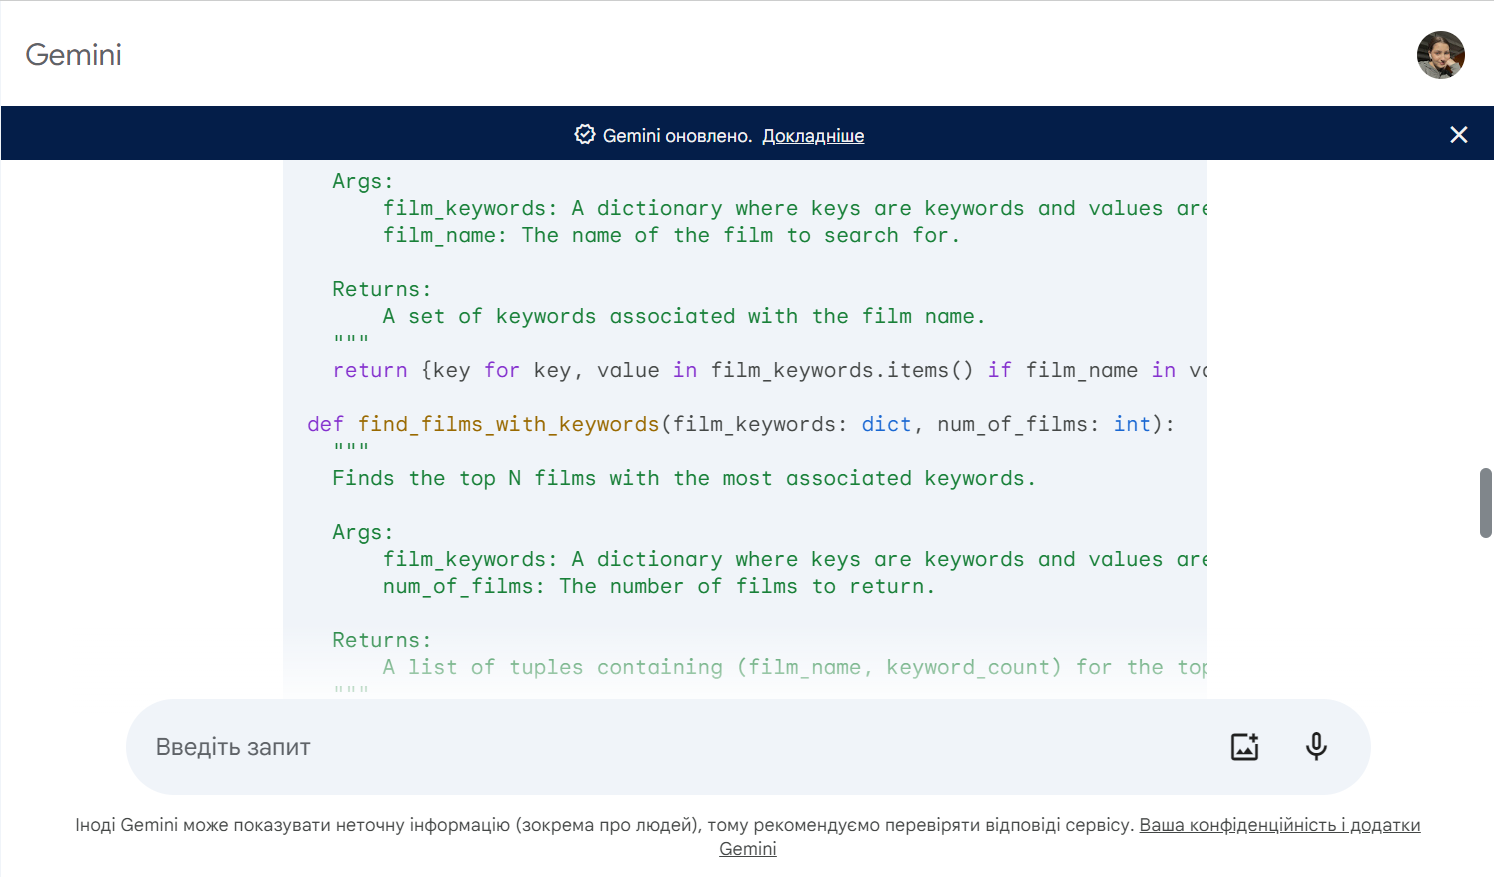 Gemini
Gemini оновлено. Докладніше
Args:
film_keywords: A dictionary where keys are keywords and values are
film_name: The name of the film to search for.
Returns:
A set of keywords associated with the film name.
"""
return {key for key, value in film_keywords.items() if film_name in
def find_films_with_keywords(film_keywords: dict, num_of_films: int):
"""
Finds the top N films with the most associated keywords.
Args:
film_keywords: A dictionary where keys are keywords and values are
num_of_films: The number of films to return.
Returns:
A list of tuples containing (film_name, keyword_count) for the top
"""
Введіть запит
Іноді Gemini може показувати неточну інформацію (зокрема про людей), тому рекомендуємо перевіряти відповіді сервісу. Ваша конфіденційність і додатки
Gemini